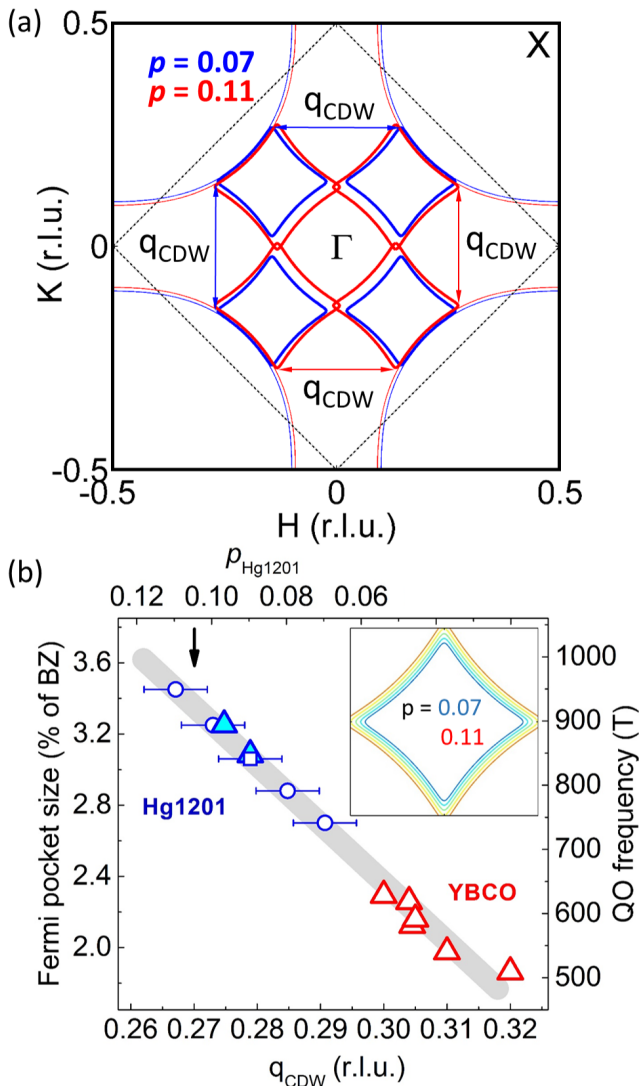 (a)
0.5
X
p = 0.07
p = 0.11
qCDW
K (r.l.u.)
0
qCDW
Γ
qCDW
qCDW
-0.5
-0.5
0
0.5
H (r.l.u.)
(b)
pHg1201
0.12
0.10
0.08
0.06
Fermi pocket size (% of BZ)
3.6
3.2
2.8
2.4
2.0
p = 0.07
0.11
Hg1201
YBCO
1000
900
800
700
600
500
QO frequency (T)
0.26
0.27
0.28
0.29
0.30
0.31
0.32
qCDW (r.l.u.)